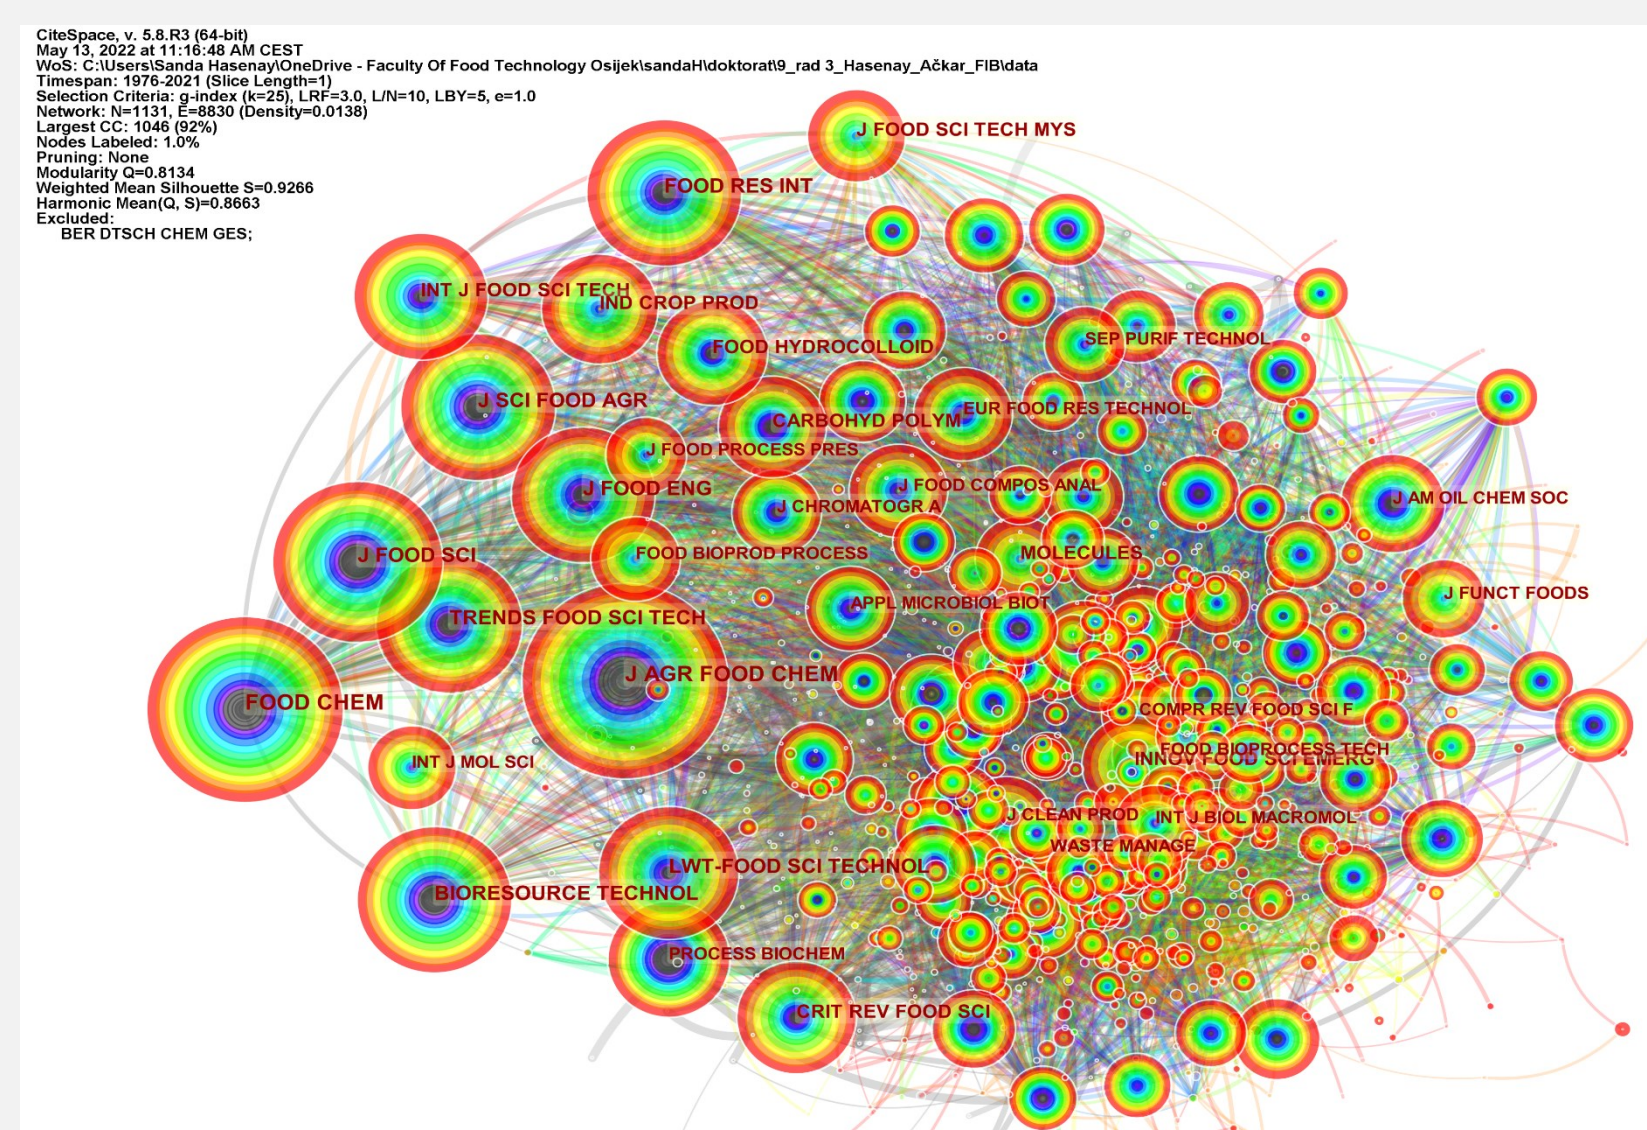 CiteSpace, v. 5.8.R3 (64-bit)
May 13, 2022 at 11:16:48 AM CEST
WoS: C:\Users\Sanda Hasenay\OneDrive - Faculty Of Food Technology Osijek\sandaH\doktorat\9_rad 3_Hasenay_Ačkar_FIB\data
Timespan: 1976-2021 (Slice Length=1)
Selection Criteria: g-index (k=25), LRF=3.0, L/N=10, LBY=5, e=1.0
Network: N=1131, E=8830 (Density=0.0138)
Largest CC: 1046 (92%)
Nodes Labeled: 1.0%
Pruning: None
Modularity Q=0.8134
Weighted Mean Silhouette S=0.9266
Harmonic Mean(Q, S)=0.8663
Excluded:
BER DTSCH CHEM GES;
J FOOD SCI TECH MYS
FOOD RES INT
INT J FOOD SCI TECH
IND CROP PROD
SEP PURIF TECHNOL
FOOD HYDROCOLLOID
J SCI FOOD AGR
EUR FOOD RES TECHNOL
CARBOHYD POLYM
J FOOD PROCESS PRES
J FOOD ENG
J FOOD COMPOS ANAL
J AM OIL CHEM SOC
J CHROMATOGR A
J FOOD SCI
FOOD BIOPROD PROCESS
MOLECULES
J FUNCT FOODS
APPL MICROBIOL BIOT
TRENDS FOOD SCI TECH
J AGR FOOD CHEM
FOOD CHEM
COMPR REV FOOD SCI F
FOOD BIOPROCESS TECH
INNOV FOOD SCI EMERG
INT J MOL SCI
J CLEAN PROD
INT J BIOL MACROMOL
WASTE MANAGE
LWT-FOOD SCI TECHNOL
BIORESOURCE TECHNOL
PROCESS BIOCHEM
CRIT REV FOOD SCI